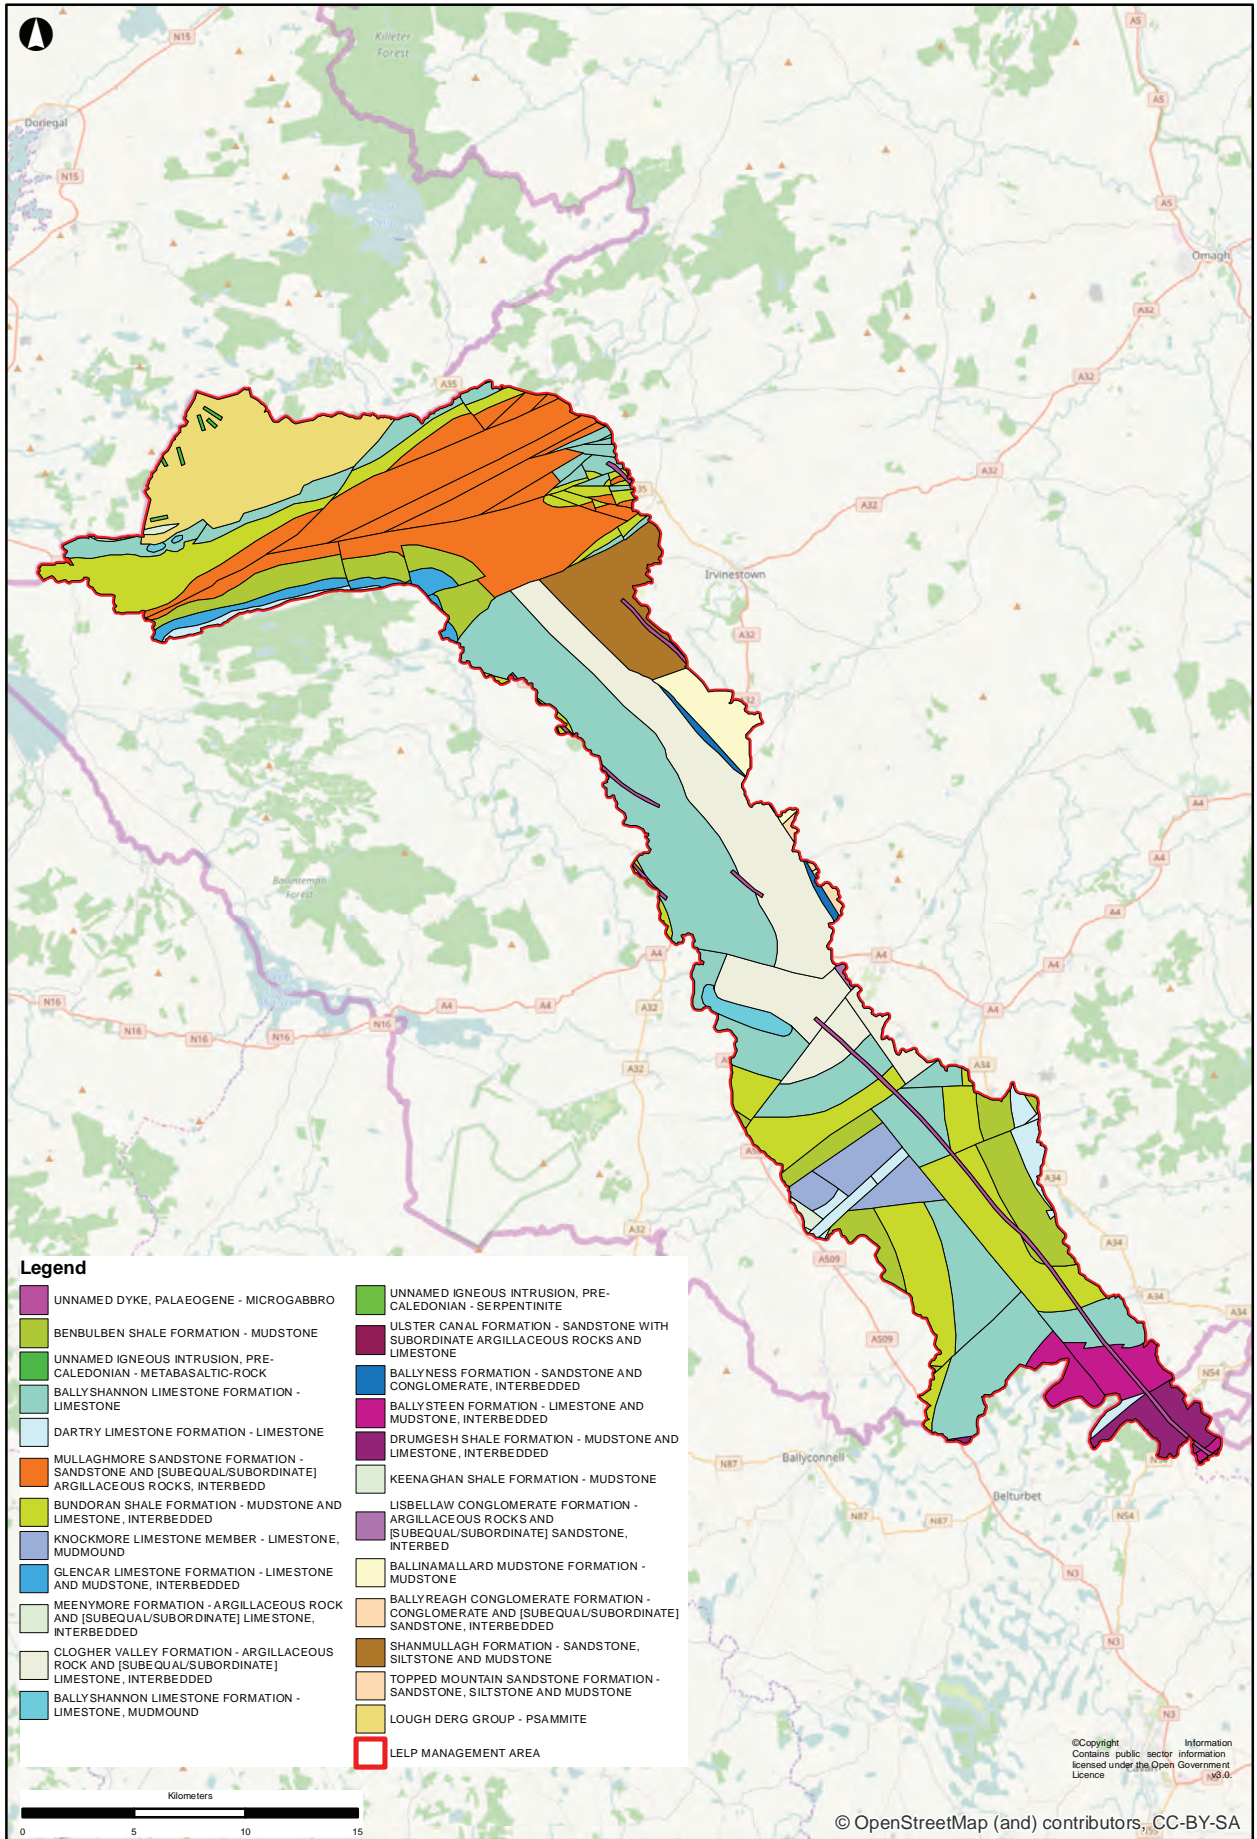 N15
Killeter
Forest
A5
Donegal
A5
N15
A5
Omagh
A32
A35
A32
A32
A32
A35
Irvinestown
A32
A32
A4
A4
Ballintempo
Forest
A4
A4
A4
A4
A4
N16
A4
A4
A32
N16
N16
N16
N16
A34
A32
A34
A32
A34
A509
A34
A34
A509
N54
N87
Ballyconnell
N54
Belturbet
N87
N87
N54
N3
N3
N3
Legend
UNNAMED DYKE, PALAEOGENE - MICROGABBRO
BENBULBEN SHALE FORMATION - MUDSTONE
UNNAMED IGNEOUS INTRUSION, PRE-
CALEDONIAN - METABASALTIC-ROCK
BALLYSHANNON LIMESTONE FORMATION -
LIMESTONE
DARTRY LIMESTONE FORMATION - LIMESTONE
MULLAGHMORE SANDSTONE FORMATION -
SANDSTONE AND [SUBEQUAL/SUBORDINATE]
ARGILLACEOUS ROCKS, INTERBEDD
BUNDORAN SHALE FORMATION - MUDSTONE AND
LIMESTONE, INTERBEDDED
KNOCKMORE LIMESTONE MEMBER - LIMESTONE,
MUDMOUND
GLENCAR LIMESTONE FORMATION - LIMESTONE
AND MUDSTONE, INTERBEDDED
MEENYMORE FORMATION - ARGILLACEOUS ROCK
AND [SUBEQUAL/SUBORDINATE] LIMESTONE,
INTERBEDDED
CLOGHER VALLEY FORMATION - ARGILLACEOUS
ROCK AND [SUBEQUAL/SUBORDINATE]
LIMESTONE, INTERBEDDED
BALLYSHANNON LIMESTONE FORMATION -
LIMESTONE, MUDMOUND
UNNAMED IGNEOUS INTRUSION, PRE-
CALEDONIAN - SERPENTINITE
ULSTER CANAL FORMATION - SANDSTONE WITH
SUBORDINATE ARGILLACEOUS ROCKS AND
LIMESTONE
BALLYNESS FORMATION - SANDSTONE AND
CONGLOMERATE, INTERBEDDED
BALLYSTEEN FORMATION - LIMESTONE AND
MUDSTONE, INTERBEDDED
DRUMGESH SHALE FORMATION - MUDSTONE AND
LIMESTONE, INTERBEDDED
KEENAGHAN SHALE FORMATION - MUDSTONE
LISBELLAW CONGLOMERATE FORMATION -
ARGILLACEOUS ROCKS AND
[SUBEQUAL/SUBORDINATE] SANDSTONE,
INTERBED
BALLINAMALLARD MUDSTONE FORMATION -
MUDSTONE
BALLYREAGH CONGLOMERATE FORMATION -
CONGLOMERATE AND [SUBEQUAL/SUBORDINATE]
SANDSTONE, INTERBEDDED
SHANMULLAGH FORMATION - SANDSTONE,
SILTSTONE AND MUDSTONE
TOPPED MOUNTAIN SANDSTONE FORMATION -
SANDSTONE, SILTSTONE AND MUDSTONE
LOUGH DERG GROUP - PSAMMITE
LELP MANAGEMENT AREA
Kilometers
0 5 10 15
©Copyright Information
Contains public sector information
licensed under the Open Government
Licence v3.0.
© OpenStreetMap (and) contributors, CC-BY-SA